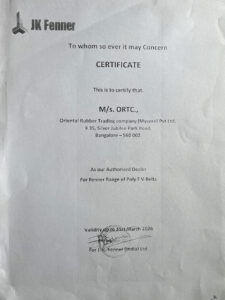 JK Fenner
To whom so ever it may Concern
CERTIFICATE
This is to certify that
M/s. ORTC.,
Oriental Rubber Trading company (Mysore) Pvt Ltd.
# 35, Silver Jubilee Park Road
Bangalore – 560 002
As our Authorised Dealer
For Fenner Range of Poly F V-Belts
Validity up to 31st March 2026
For J.K. Fenner (India) Ltd.